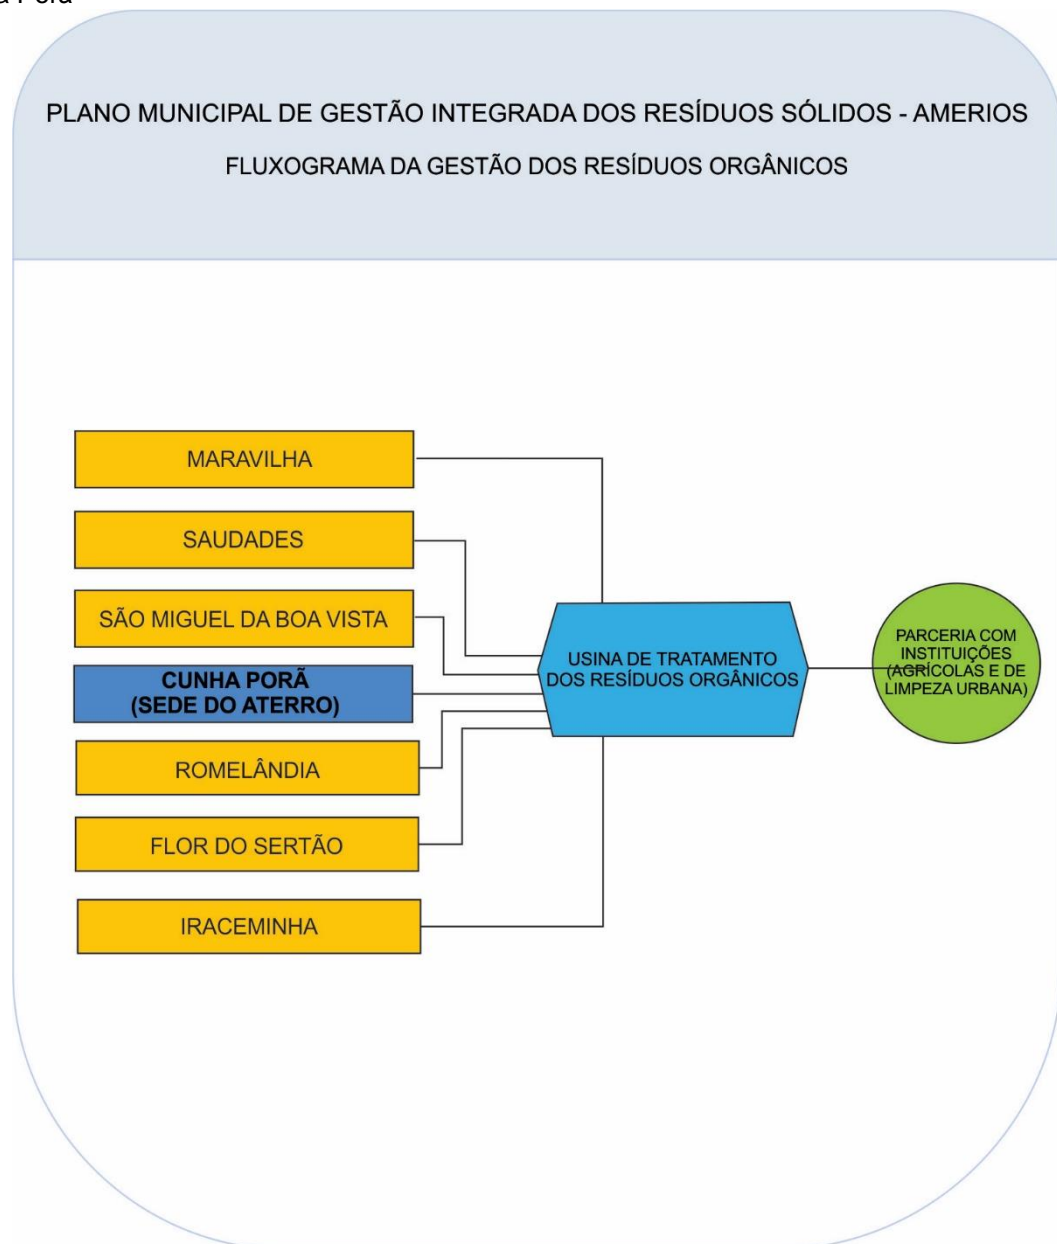 a Porã
PLANO MUNICIPAL DE GESTÃO INTEGRADA DOS RESÍDUOS SÓLIDOS - AMERIOS
FLUXOGRAMA DA GESTÃO DOS RESÍDUOS ORGÂNICOS
MARAVILHA
SAUDADES
SÃO MIGUEL DA BOA VISTA
CUNHA PORÃ
(SEDE DO ATERRO)
ROMELÂNDIA
FLOR DO SERTÃO
IRACEMINHA
USINA DE TRATAMENTO
DOS RESÍDUOS ORGÂNICOS
PARCERIA COM
INSTITUIÇÕES
(AGRÍCOLAS E DE
LIMPEZA URBANA)